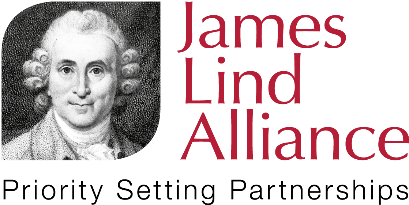 James
Lind
Alliance
Priority Setting Partnerships